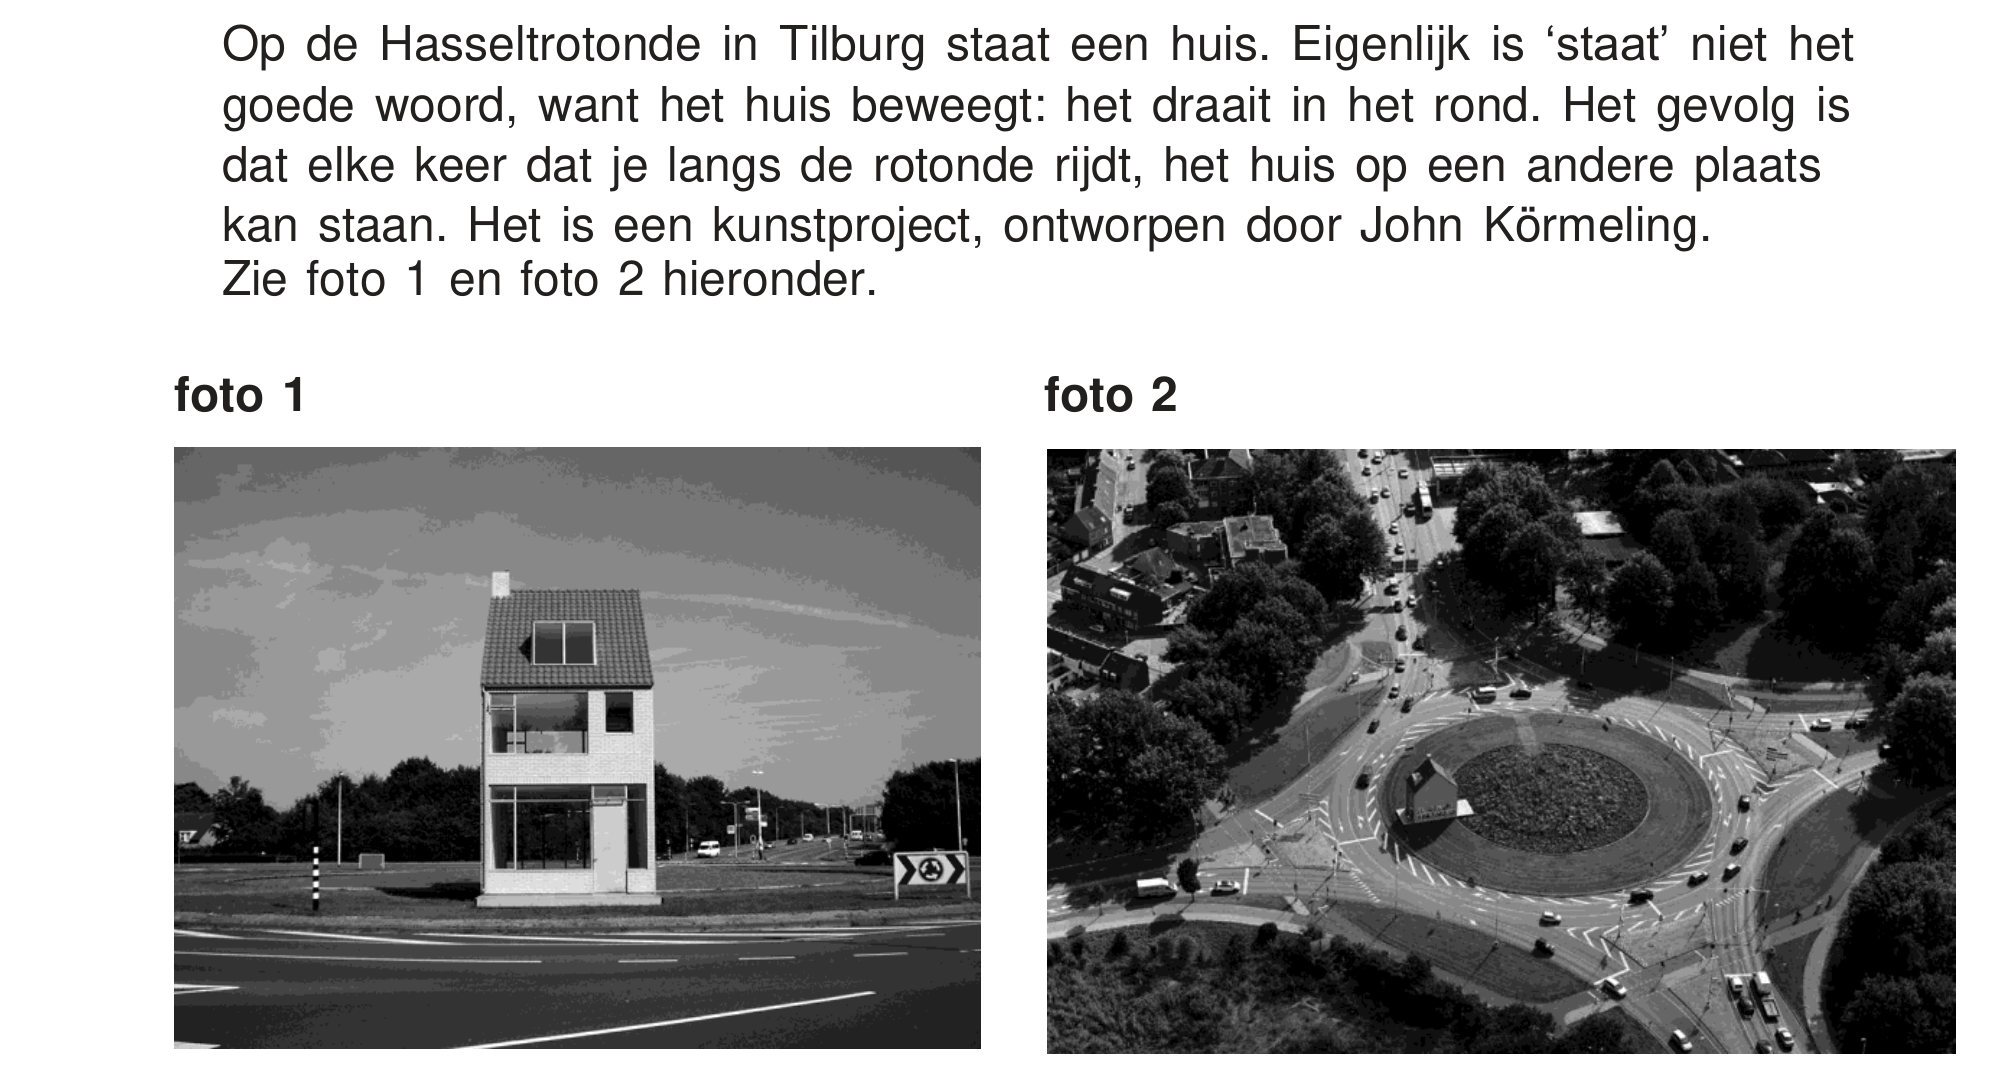 Op de Hasseltrotonde in Tilburg staat een huis. Eigenlijk is ‘staat’ niet het
goede woord, want het huis beweegt: het draait in het rond. Het gevolg is
dat elke keer dat je langs de rotonde rijdt, het huis op een andere plaats
kan staan. Het is een kunstproject, ontworpen door John Körmeling.
Zie foto 1 en foto 2 hieronder.
foto 1
foto 2